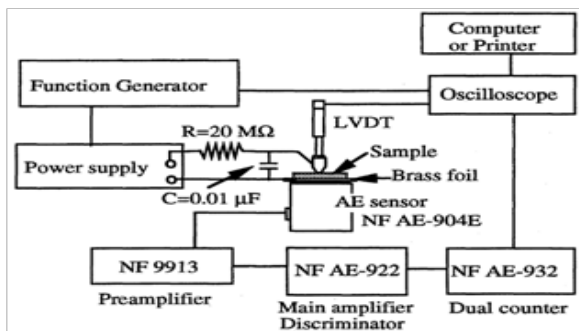 Computer
or Printer
Function Generator
Oscilloscope
LVDT
R=20 MΩ
Power supply
Sample
Brass foil
C=0.01 μF
AE sensor
NF AE-904E
NF 9913
NF AE-922
NF AE-932
Preamplifier
Main amplifier
Discriminator
Dual counter